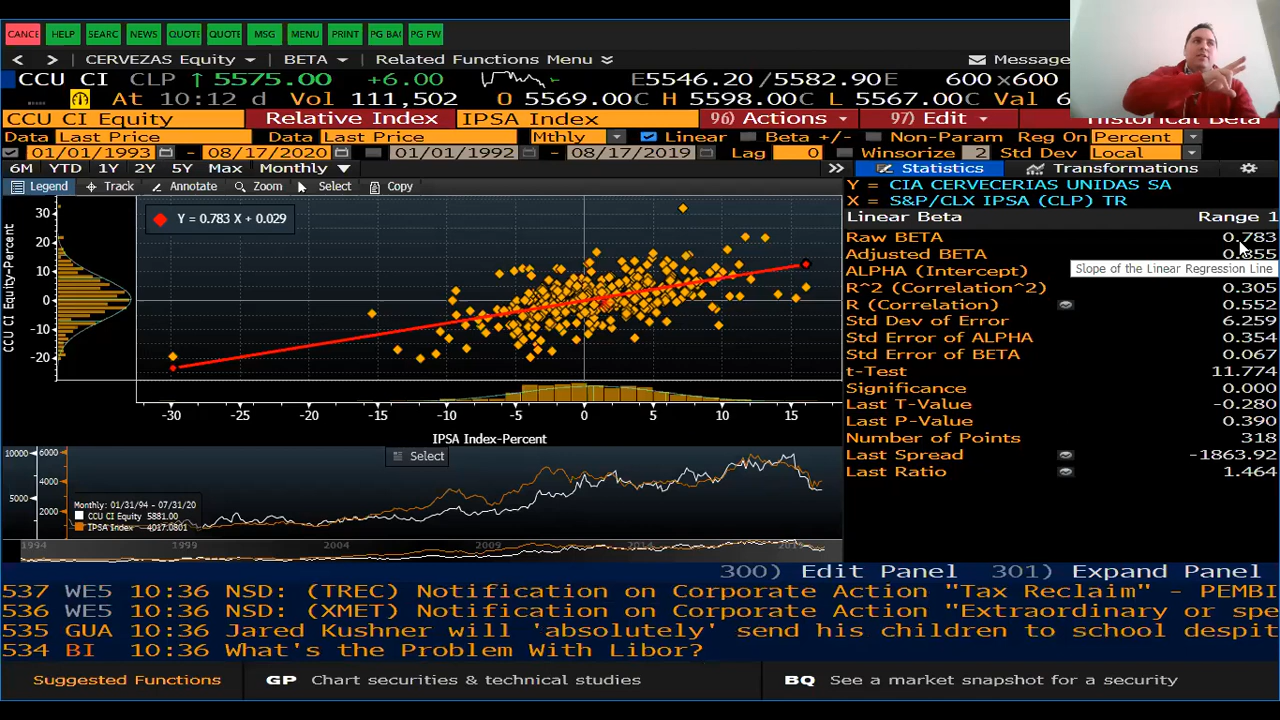 CANCE HELP SEARC NEWS QUOTE QUOTE MSG MENU PRINT PG BAC PG FW
< > CERVEZAS Equity BETA Related Functions Menu Message
CCU CI CLP ↑ 5575.00 +6.00 E5546.20 /5582.90E 600 x 600
At 10:12 d Vol 111,502 O 5569.00C H 5598.00C L 5567.00C Val 6
CCU CI Equity Relative Index IPSA Index 96) Actions 97) Edit Historical Beta
Data Last Price Data Last Price Mthly Linear Beta +/- Non-Param Reg On Percent
01/01/1993 - 08/17/2020 01/01/1992 - 08/17/2019 Lag 0 Winsorize 2 Std Dev Local
6M YTD 1Y 2Y 5Y Max Monthly ▼ » Statistics Transformations
Legend Track Annotate Zoom Select Copy
Y = CIA CERVECERIAS UNIDAS SA
X = S&P/CLX IPSA (CLP) TR
Linear Beta Range 1
Raw BETA 0.783
Adjusted BETA 0.855
ALPHA (Intercept)
Slope of the Linear Regression Line
R^2 (Correlation^2) 0.305
R (Correlation) 0.552
Std Dev of Error 6.259
Std Error of ALPHA 0.354
Std Error of BETA 0.067
t-Test 11.774
Significance 0.000
Last T-Value -0.280
Last P-Value 0.390
Number of Points 318
Last Spread -1863.92
Last Ratio 1.464
Y = 0.783 X + 0.029
CCU CI Equity-Percent
30
20
10
0
-10
-20
-30 -25 -20 -15 -10 -5 0 5 10 15
IPSA Index-Percent
Select
10000 6000
4000
5000
2000
Monthly: 01/31/94 - 07/31/20
CCU CI Equity 5881.00
IPSA Index 4017.0801
1994 1999 2004 2009 2014 2019
300) Edit Panel 301) Expand Panel
537 WE5 10:36 NSD: (TREC) Notification on Corporate Action "Tax Reclaim" - PEMBI
536 WE5 10:36 NSD: (XMET) Notification on Corporate Action "Extraordinary or spe
535 GUA 10:36 Jared Kushner will 'absolutely' send his children to school despit
534 BI 10:36 What's the Problem With Libor?
Suggested Functions GP Chart securities & technical studies BQ See a market snapshot for a security